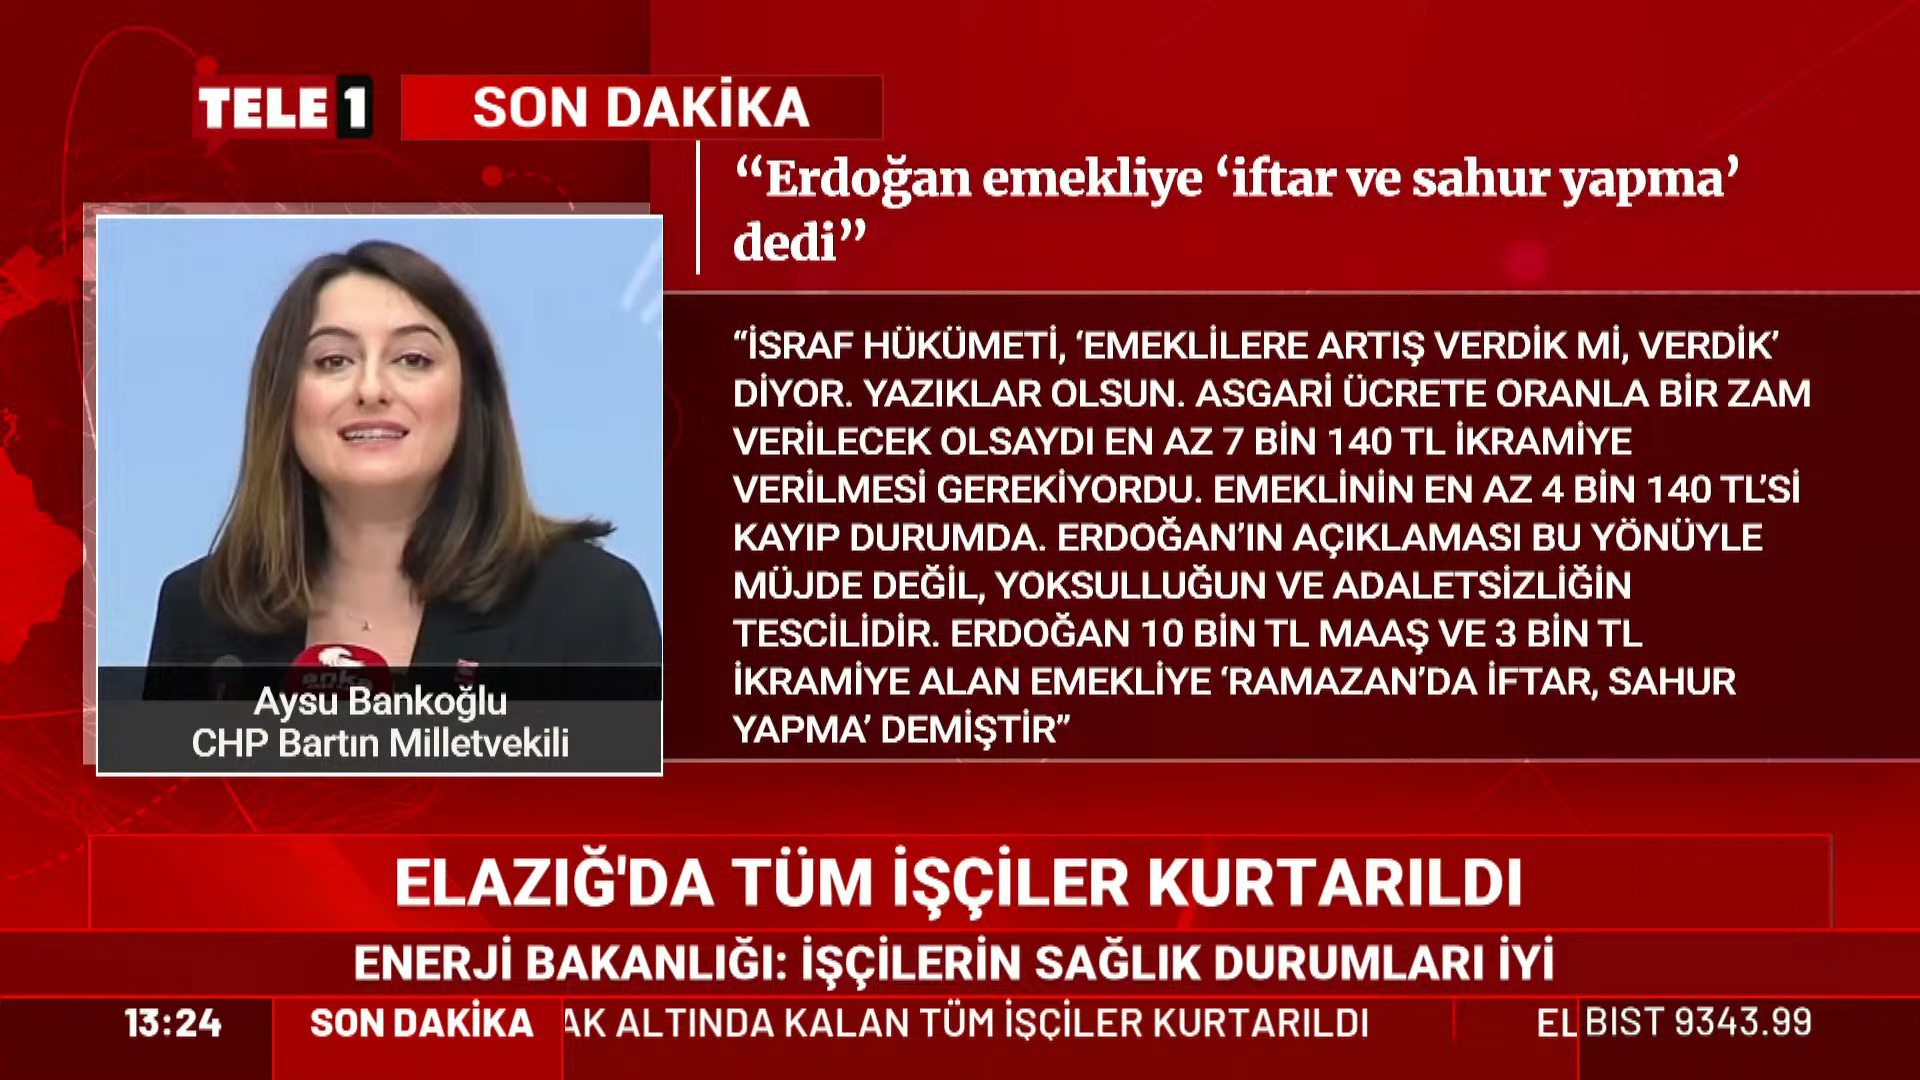 TELE1
SON DAKİKA
“Erdoğan emekliye ‘iftar ve sahur yapma’
dedi”
“İSRAF HÜKÜMETİ, ‘EMEKLİLERE ARTIŞ VERDİK Mİ, VERDİK’
DİYOR. YAZIKLAR OLSUN. ASGARİ ÜCRETE ORANLA BİR ZAM
VERİLECEK OLSAYDI EN AZ 7 BİN 140 TL İKRAMİYE
VERİLMESİ GEREKİYORDU. EMEKLİNİN EN AZ 4 BİN 140 TL’Sİ
KAYIP DURUMDA. ERDOĞAN’IN AÇIKLAMASI BU YÖNÜYLE
MÜJDE DEĞİL, YOKSULLUĞUN VE ADALETSİZLİĞİN
TESCİLİDİR. ERDOĞAN 10 BİN TL MAAŞ VE 3 BİN TL
İKRAMİYE ALAN EMEKLİYE ‘RAMAZAN’DA İFTAR, SAHUR
YAPMA’ DEMİŞTİR”
anka
Aysu Bankoğlu
CHP Bartın Milletvekili
ELAZIĞ'DA TÜM İŞÇİLER KURTARILDI
ENERJİ BAKANLIĞI: İŞÇİLERİN SAĞLIK DURUMLARI İYİ
13:24 SON DAKİKA AK ALTINDA KALAN TÜM İŞÇİLER KURTARILDI EL BIST 9343.99